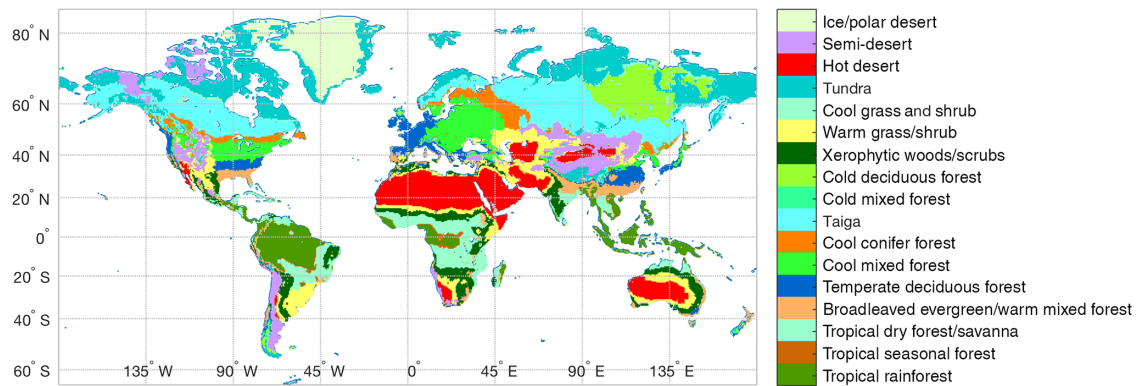 80° N
60° N
40° N
20° N
0°
20° S
40° S
60° S
135° W
90° W
45° W
0°
45° E
90° E
135° E
Ice/polar desert
Semi-desert
Hot desert
Tundra
Cool grass and shrub
Warm grass/shrub
Xerophytic woods/scrubs
Cold deciduous forest
Cold mixed forest
Taiga
Cool conifer forest
Cool mixed forest
Temperate deciduous forest
Broadleaved evergreen/warm mixed forest
Tropical dry forest/savanna
Tropical seasonal forest
Tropical rainforest